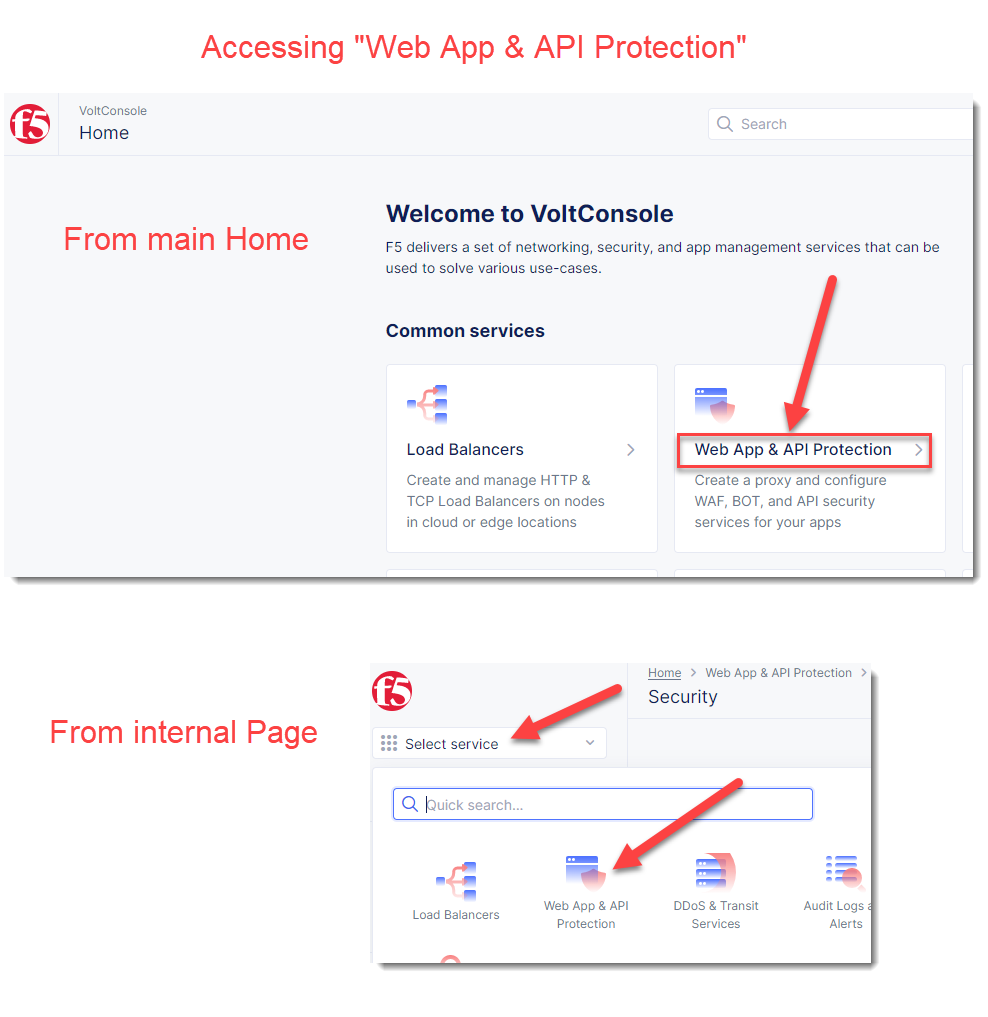 Accessing "Web App & API Protection"
f5
VoltConsole
Home
Search
From main Home
Welcome to VoltConsole
F5 delivers a set of networking, security, and app management services that can be
used to solve various use-cases.
Common services
Load Balancers
Create and manage HTTP &
TCP Load Balancers on nodes
in cloud or edge locations
Web App & API Protection
Create a proxy and configure
WAF, BOT, and API security
services for your apps
From internal Page
f5
Home > Web App & API Protection >
Security
Select service
Quick search...
Load Balancers
Web App & API
Protection
DDoS & Transit
Services
Audit Logs a
Alerts